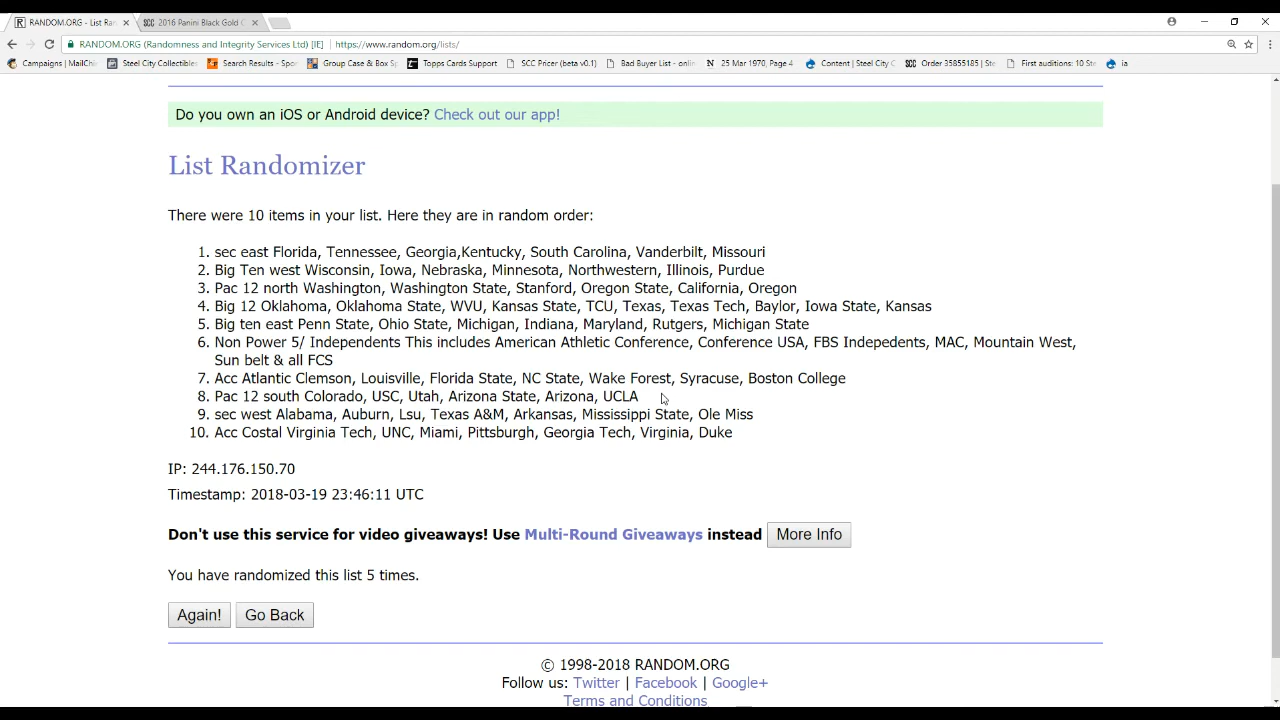 RANDOM.ORG - List Ran
SCC 2016 Panini Black Gold C
RANDOM.ORG (Randomness and Integrity Services Ltd) [IE] https://www.random.org/lists/
Campaigns | MailChi Steel City Collectibles Search Results - Spo Group Case & Box S Topps Cards Support SCC Pricer (beta v0.1) Bad Buyer List - onlin 25 Mar 1970, Page 4 Content | Steel City C SCC Order 35855185 | Ste First auditions: 10 Ste ia
Do you own an iOS or Android device? Check out our app!
List Randomizer
There were 10 items in your list. Here they are in random order:
1. sec east Florida, Tennessee, Georgia,Kentucky, South Carolina, Vanderbilt, Missouri
2. Big Ten west Wisconsin, Iowa, Nebraska, Minnesota, Northwestern, Illinois, Purdue
3. Pac 12 north Washington, Washington State, Stanford, Oregon State, California, Oregon
4. Big 12 Oklahoma, Oklahoma State, WVU, Kansas State, TCU, Texas, Texas Tech, Baylor, Iowa State, Kansas
5. Big ten east Penn State, Ohio State, Michigan, Indiana, Maryland, Rutgers, Michigan State
6. Non Power 5/ Independents This includes American Athletic Conference, Conference USA, FBS Indepedents, MAC, Mountain West,
Sun belt & all FCS
7. Acc Atlantic Clemson, Louisville, Florida State, NC State, Wake Forest, Syracuse, Boston College
8. Pac 12 south Colorado, USC, Utah, Arizona State, Arizona, UCLA
9. sec west Alabama, Auburn, Lsu, Texas A&M, Arkansas, Mississippi State, Ole Miss
10. Acc Costal Virginia Tech, UNC, Miami, Pittsburgh, Georgia Tech, Virginia, Duke
IP: 244.176.150.70
Timestamp: 2018-03-19 23:46:11 UTC
Don't use this service for video giveaways! Use Multi-Round Giveaways instead More Info
You have randomized this list 5 times.
Again! Go Back
© 1998-2018 RANDOM.ORG
Follow us: Twitter | Facebook | Google+
Terms and Conditions